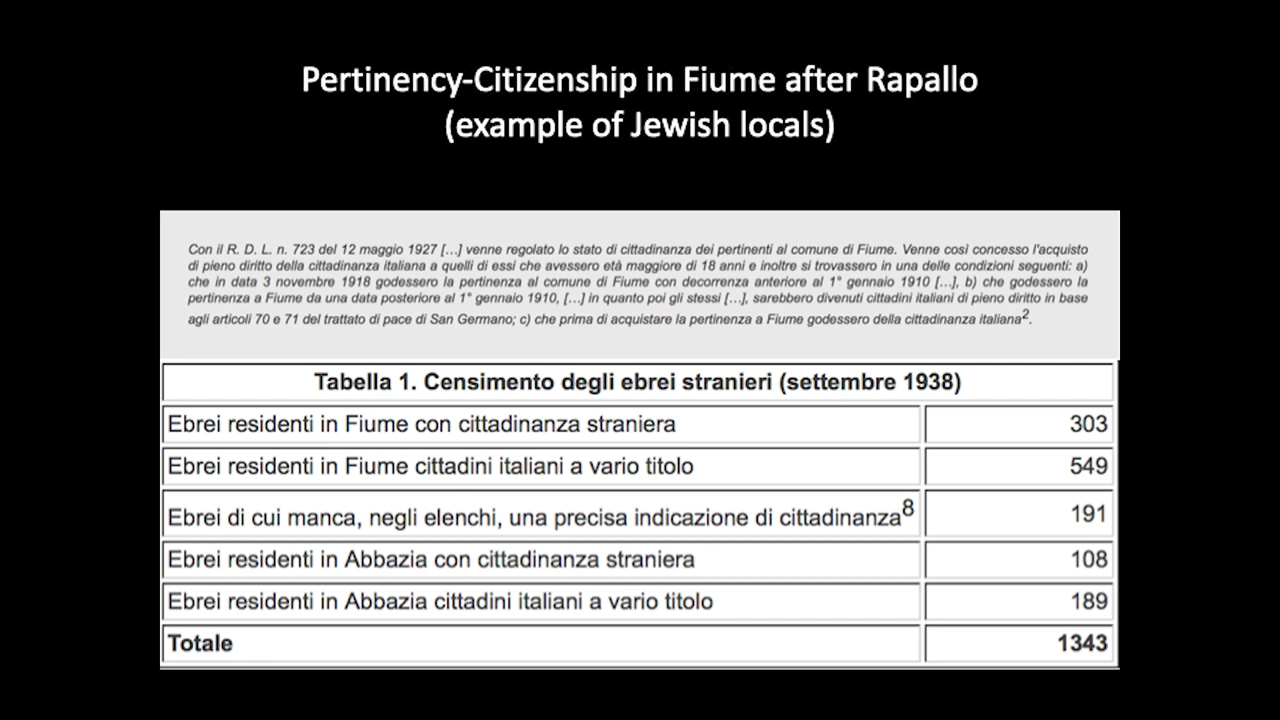 Pertinency-Citizenship in Fiume after Rapallo
(example of Jewish locals)
Con il R. D. L. n. 723 del 12 maggio 1927 [...] venne regolato lo stato di cittadinanza dei pertinenti al comune di Fiume. Venne così concesso l'acquisto
di pieno diritto della cittadinanza italiana a quelli di essi che avessero età maggiore di 18 anni e inoltre si trovassero in una delle condizioni seguenti: a)
che in data 3 novembre 1918 godessero la pertinenza al comune di Fiume con decorrenza anteriore al 1° gennaio 1910 [...], b) che godessero la
pertinenza a Fiume da una data posteriore al 1° gennaio 1910, [...] in quanto poi gli stessi [...], sarebbero divenuti cittadini italiani di pieno diritto in base
agli articoli 70 e 71 del trattato di pace di San Germano; c) che prima di acquistare la pertinenza a Fiume godessero della cittadinanza italiana2.
Tabella 1. Censimento degli ebrei stranieri (settembre 1938)
Ebrei residenti in Fiume con cittadinanza straniera 303
Ebrei residenti in Fiume cittadini italiani a vario titolo 549
Ebrei di cui manca, negli elenchi, una precisa indicazione di cittadinanza8 191
Ebrei residenti in Abbazia con cittadinanza straniera 108
Ebrei residenti in Abbazia cittadini italiani a vario titolo 189
Totale 1343